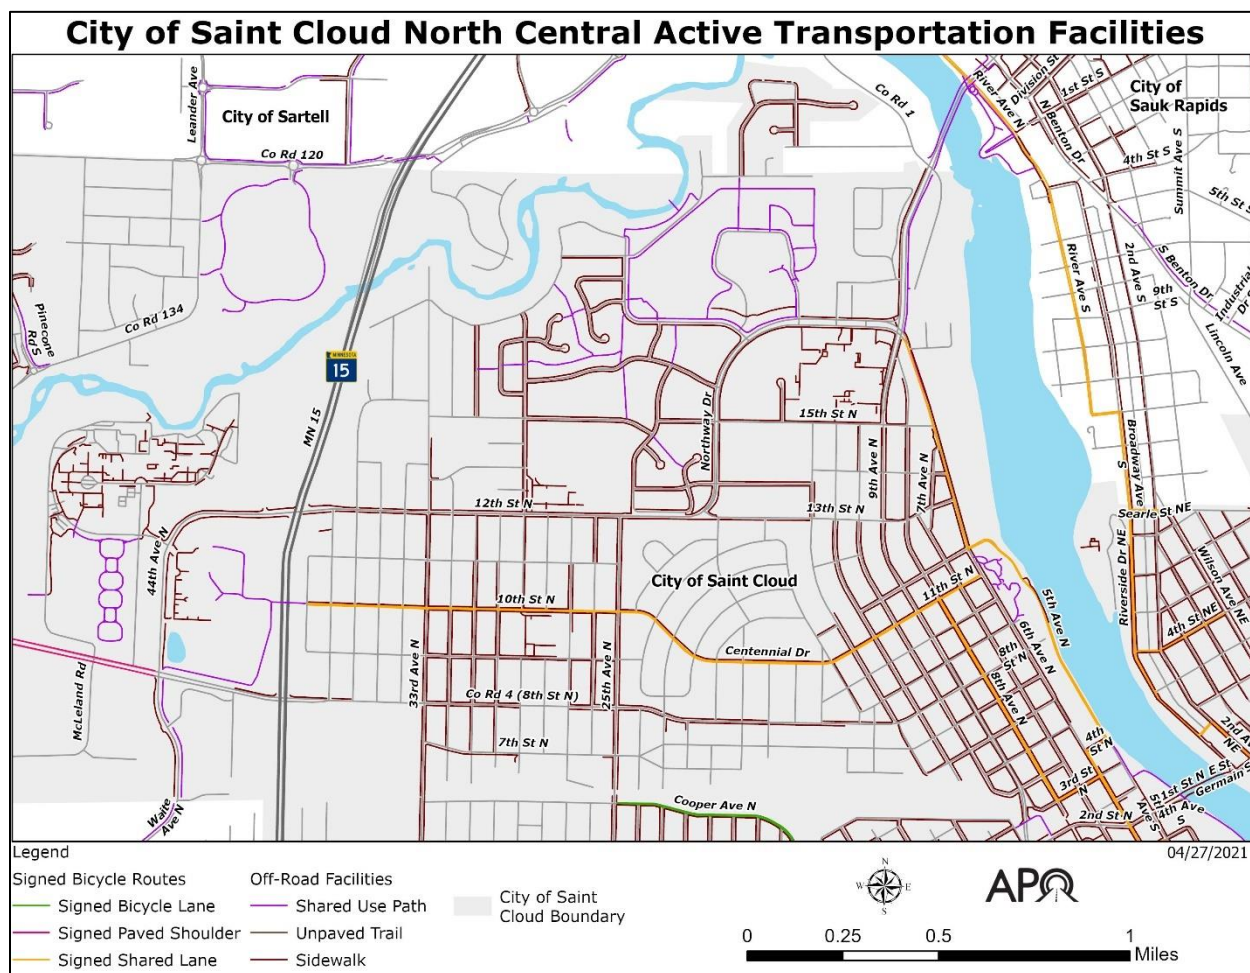 City of Saint Cloud North Central Active Transportation Facilities
Leander Ave
City of Sartell
Co Rd 120
Co Rd 1
River Ave N
Division St
1st St S
City of
Sauk Rapids
N Benton Dr
4th St S
Summit Ave S
5th St S
River Ave S
2nd Ave S
S Benton Dr
9th
St S
Industrial
Dr S
Lincoln Ave
Pinecone
Rd S
Co Rd 134
MINNESOTA
15
MN 15
Northway Dr
15th St N
9th Ave N
7th Ave N
Broadway Ave
S
12th St N
13th St N
Searle St NE
44th Ave N
City of Saint Cloud
Wilson Ave NE
Riverside Dr NE
10th St N
11th St N
5th Ave N
6th Ave N
4th St NE
33rd Ave N
25th Ave N
Centennial Dr
8th
St N
8th Ave N
McLeland Rd
Co Rd 4 (8th St N)
7th St N
4th
St N
2nd Ave
NE
3rd St
N
1st St N
E St
Germain S
Waite
Ave N
Cooper Ave N
2nd St N
5th
Ave S
4th Ave
S
04/27/2021
Legend
Signed Bicycle Routes
Signed Bicycle Lane
Signed Paved Shoulder
Signed Shared Lane
Off-Road Facilities
Shared Use Path
Unpaved Trail
Sidewalk
City of Saint
Cloud Boundary
N
W
E
S
APO
0
0.25
0.5
1
Miles